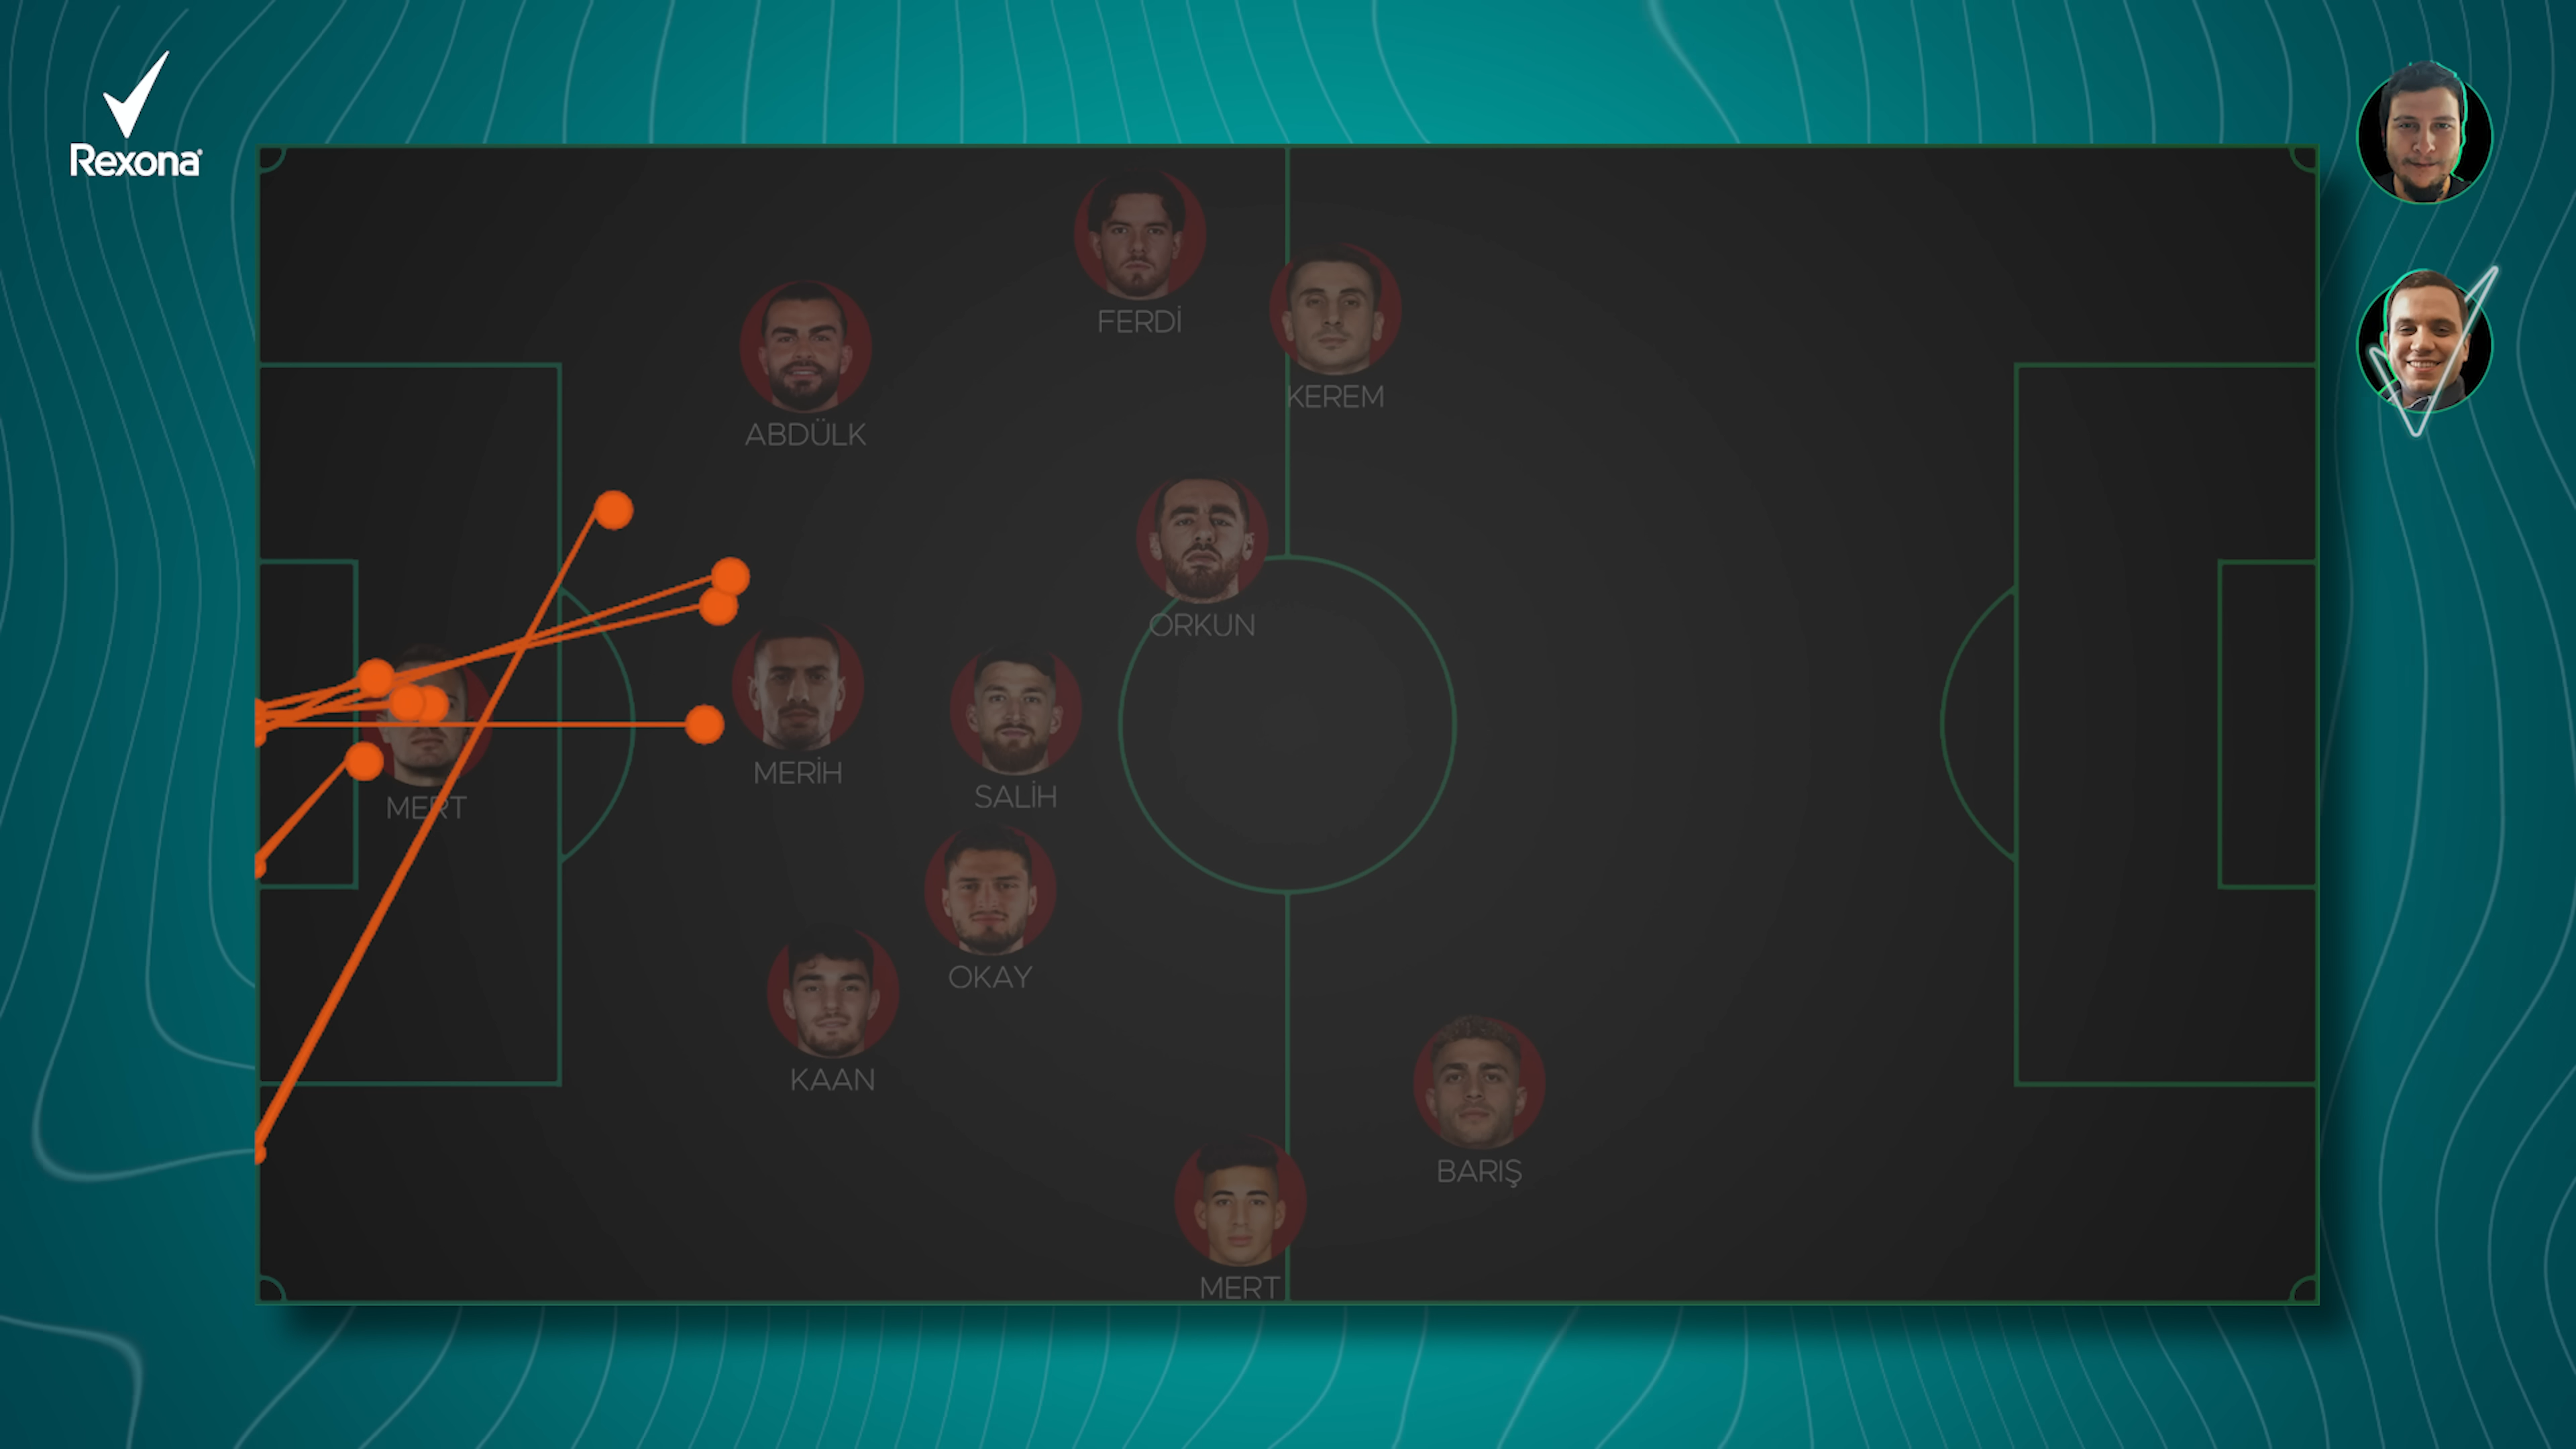 Rexona
FERDİ
KEREM
ABDÜLK
ORKUN
MERİH
SALİH
MERT
OKAY
KAAN
BARIŞ
MERT